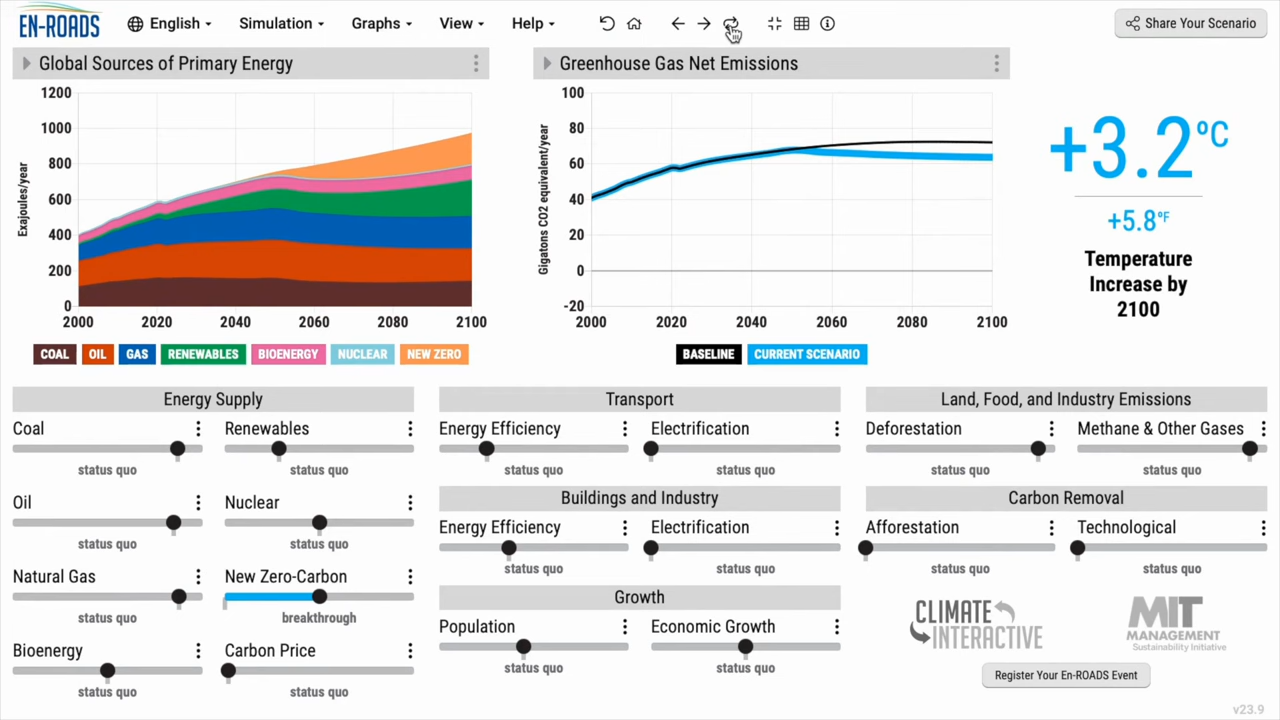 EN-ROADS
English
Simulation
Graphs
View
Help
Share Your Scenario
Global Sources of Primary Energy
Greenhouse Gas Net Emissions
Exajoules/year
1200
1000
800
600
400
200
0
2000
2020
2040
2060
2080
2100
COAL
OIL
GAS
RENEWABLES
BIOENERGY
NUCLEAR
NEW ZERO
Gigatons CO2 equivalent/year
100
80
60
40
20
0
-20
2000
2020
2040
2060
2080
2100
BASELINE
CURRENT SCENARIO
+3.2°C
+5.8°F
Temperature
Increase by
2100
Energy Supply
Coal
status quo
Renewables
status quo
Oil
status quo
Nuclear
status quo
Natural Gas
status quo
New Zero-Carbon
breakthrough
Bioenergy
status quo
Carbon Price
status quo
Transport
Energy Efficiency
status quo
Electrification
status quo
Buildings and Industry
Energy Efficiency
status quo
Electrification
status quo
Growth
Population
status quo
Economic Growth
status quo
Land, Food, and Industry Emissions
Deforestation
status quo
Methane & Other Gases
status quo
Carbon Removal
Afforestation
status quo
Technological
status quo
CLIMATE
INTERACTIVE
MIT
MANAGEMENT
Sustainability Initiative
Register Your En-ROADS Event
v23.9